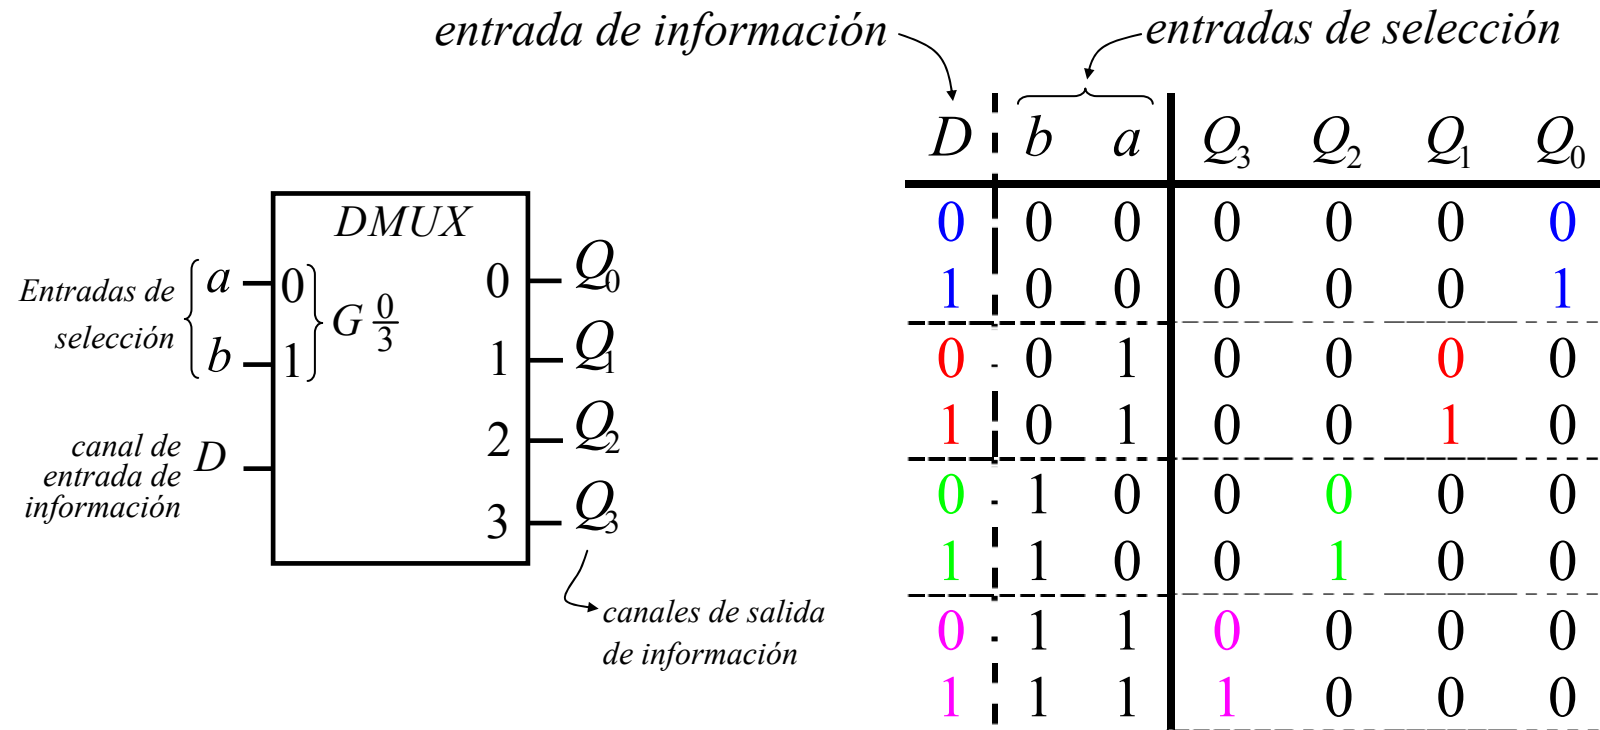 entrada de información
entradas de selección
DMUX
Entradas de
selección
a
b
0
1
G 0/3
canal de
entrada de
información
D
0
1
2
3
Q0
Q1
Q2
Q3
canales de salida
de información
D b a Q3 Q2 Q1 Q0
0 0 0 0 0 0 0
1 0 0 0 0 0 1
0 0 1 0 0 0 0
1 0 1 0 0 1 0
0 1 0 0 0 0 0
1 1 0 0 1 0 0
0 1 1 0 0 0 0
1 1 1 1 0 0 0